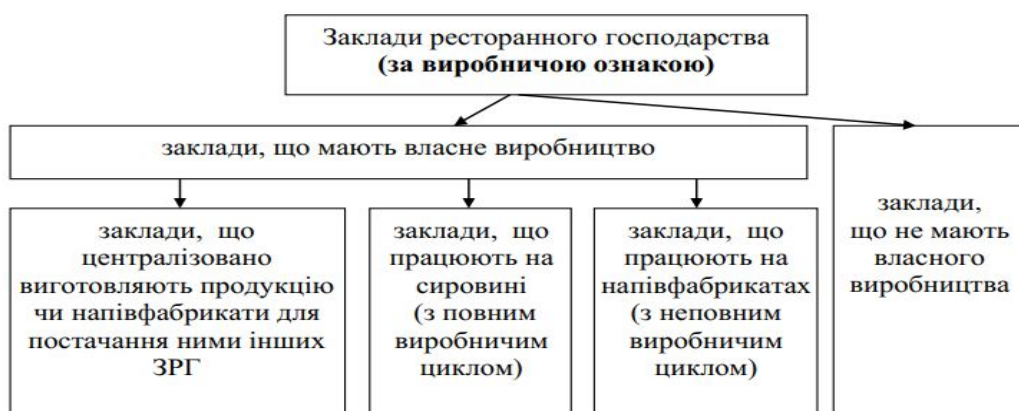 Заклади ресторанного господарства
(за виробничою ознакою)
заклади, що мають власне виробництво
заклади, що
централізовано
виготовляють продукцію
чи напівфабрикати для
постачання ними інших
ЗРГ
заклади, що
працюють на
сировині
(з повним
виробничим
циклом)
заклади, що
працюють на
напівфабрикатах
(з неповним
виробничим
циклом)
заклади,
що не мають
власного
виробництва